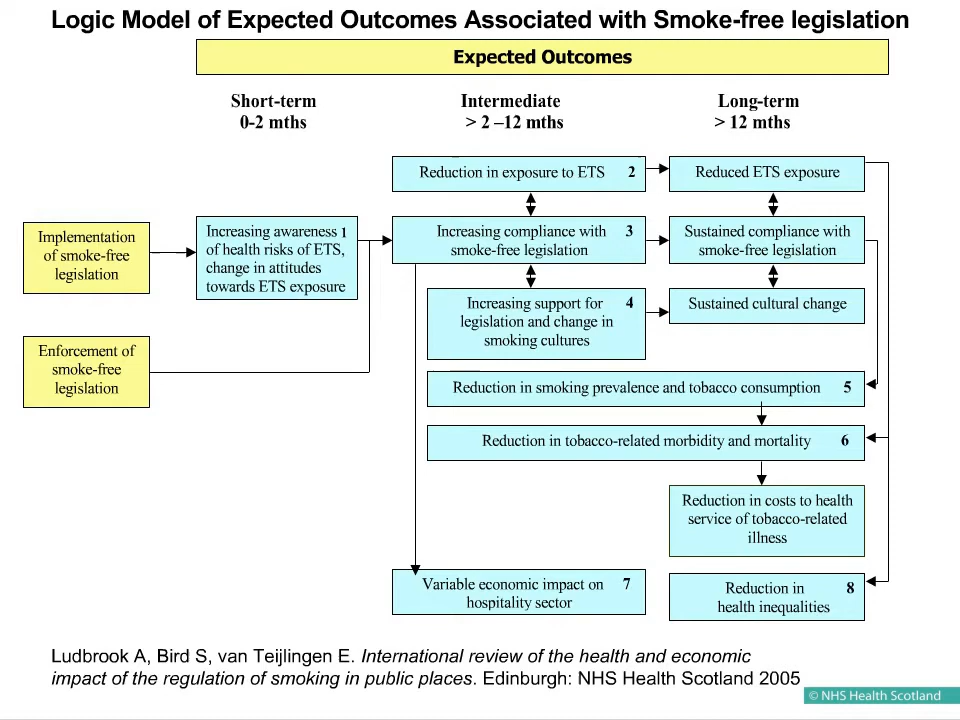 Logic Model of Expected Outcomes Associated with Smoke-free legislation
Expected Outcomes
Short-term
0-2 mths
Intermediate
> 2 –12 mths
Long-term
> 12 mths
Reduction in exposure to ETS 2
Reduced ETS exposure
Implementation
of smoke-free
legislation
Increasing awareness 1
of health risks of ETS,
change in attitudes
towards ETS exposure
Increasing compliance with 3
smoke-free legislation
Sustained compliance with
smoke-free legislation
Increasing support for 4
legislation and change in
smoking cultures
Sustained cultural change
Enforcement of
smoke-free
legislation
Reduction in smoking prevalence and tobacco consumption 5
Reduction in tobacco-related morbidity and mortality 6
Reduction in costs to health
service of tobacco-related
illness
Variable economic impact on 7
hospitality sector
Reduction in 8
health inequalities
Ludbrook A, Bird S, van Teijlingen E. International review of the health and economic
impact of the regulation of smoking in public places. Edinburgh: NHS Health Scotland 2005
© NHS Health Scotland